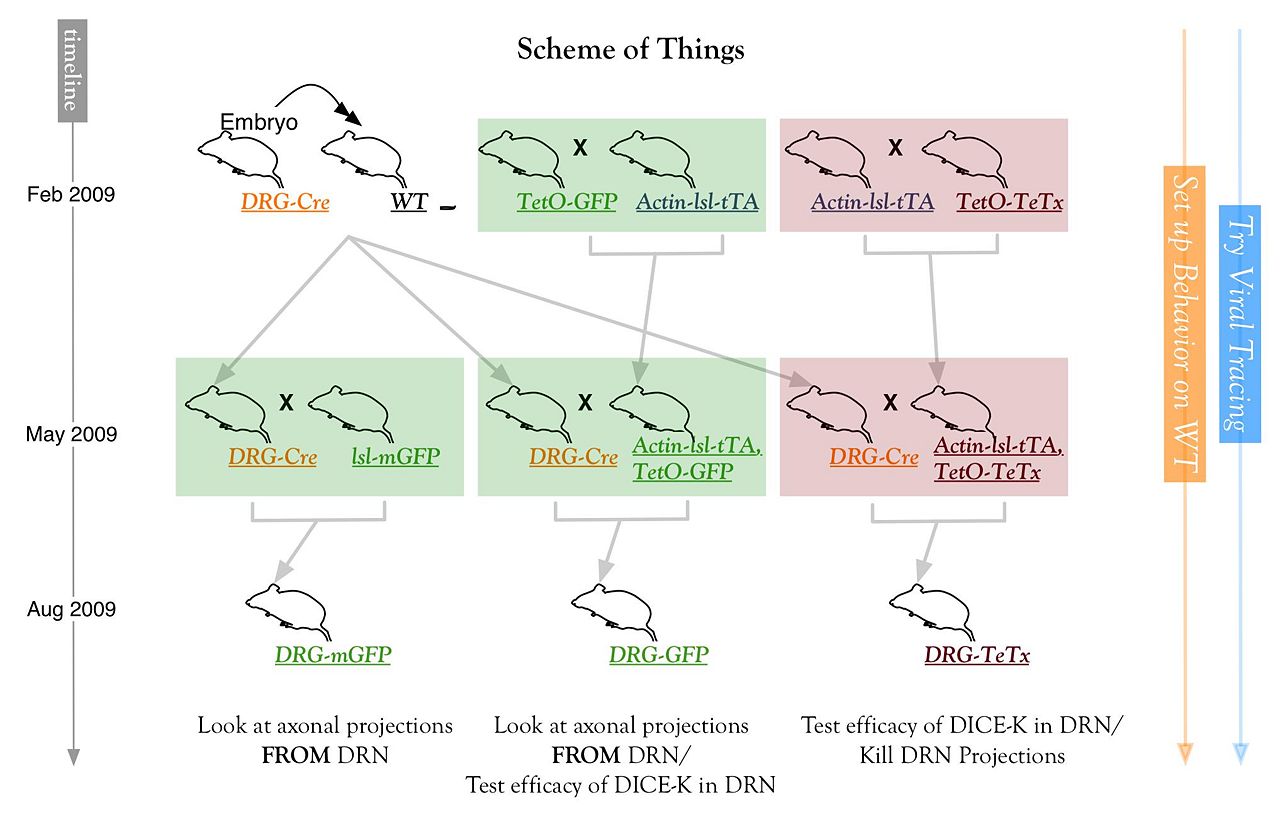 Scheme of Things
timeline
Embryo
X
X
Feb 2009
DRG-Cre
WT
TetO-GFP
Actin-lsl-tTA
Actin-lsl-tTA
TetO-TeTx
Set up Behavior on WT
Try Viral Tracing
X
X
X
May 2009
DRG-Cre
lsl-mGFP
DRG-Cre
Actin-lsl-tTA,
TetO-GFP
DRG-Cre
Actin-lsl-tTA,
TetO-TeTx
Aug 2009
DRG-mGFP
DRG-GFP
DRG-TeTx
Look at axonal projections
FROM DRN
Look at axonal projections
FROM DRN/
Test efficacy of DICE-K in DRN
Test efficacy of DICE-K in DRN/
Kill DRN Projections